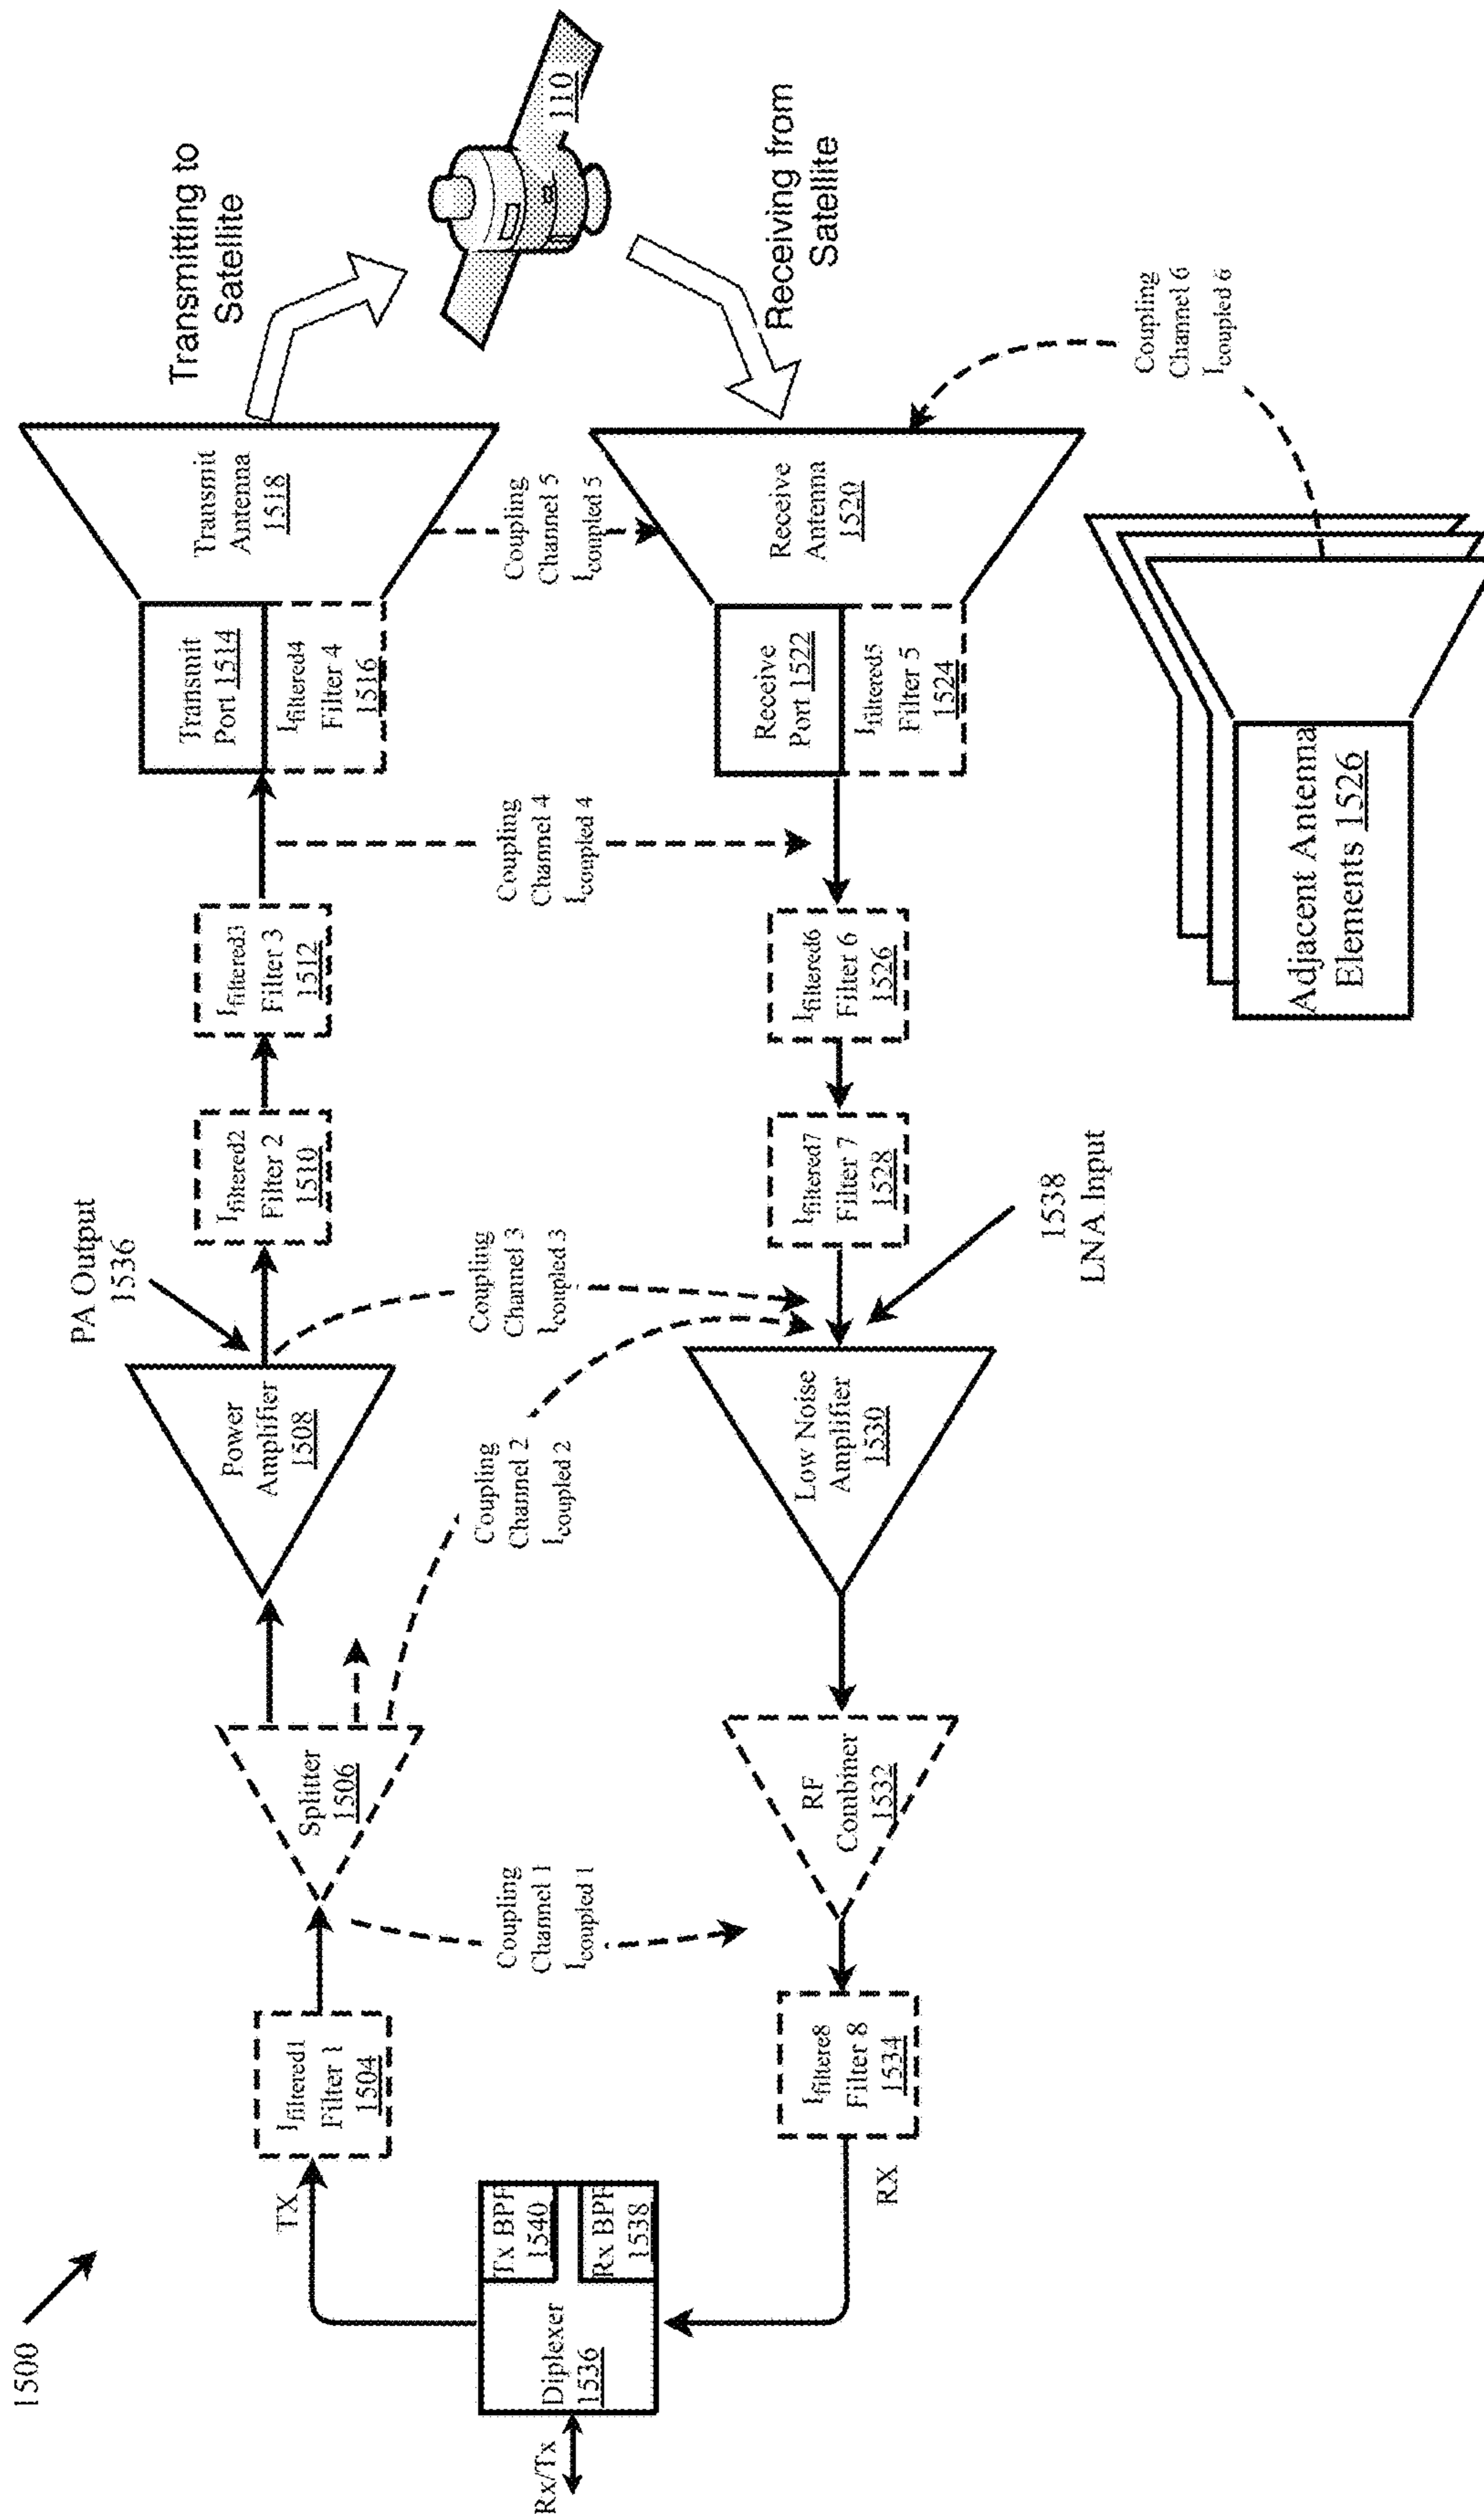 1500
Rx/Tx
Diplexer
1536
Tx BPF
1540
Rx BPF
1538
TX
RX
Ifiltered1
Filter 1
1504
Splitter
1506
Power
Amplifier
1508
PA Output
1536
Ifiltered2
Filter 2
1510
Ifiltered3
Filter 3
1512
Transmit
Port 1514
Ifiltered4
Filter 4
1516
Transmit
Antenna
1518
Transmitting to
Satellite
110
Receiving from
Satellite
Coupling
Channel 1
Icoupled 1
Coupling
Channel 2
Icoupled 2
Coupling
Channel 3
Icoupled 3
Coupling
Channel 4
Icoupled 4
Coupling
Channel 5
Icoupled 5
Coupling
Channel 6
Icoupled 6
Receive
Antenna
1520
Receive
Port 1522
Ifiltered5
Filter 5
1524
Ifiltered6
Filter 6
1526
Ifiltered7
Filter 7
1528
1538
LNA Input
Low Noise
Amplifier
1530
RF
Combiner
1532
Ifiltere8
Filter 8
1534
Adjacent Antenna
Elements 1526